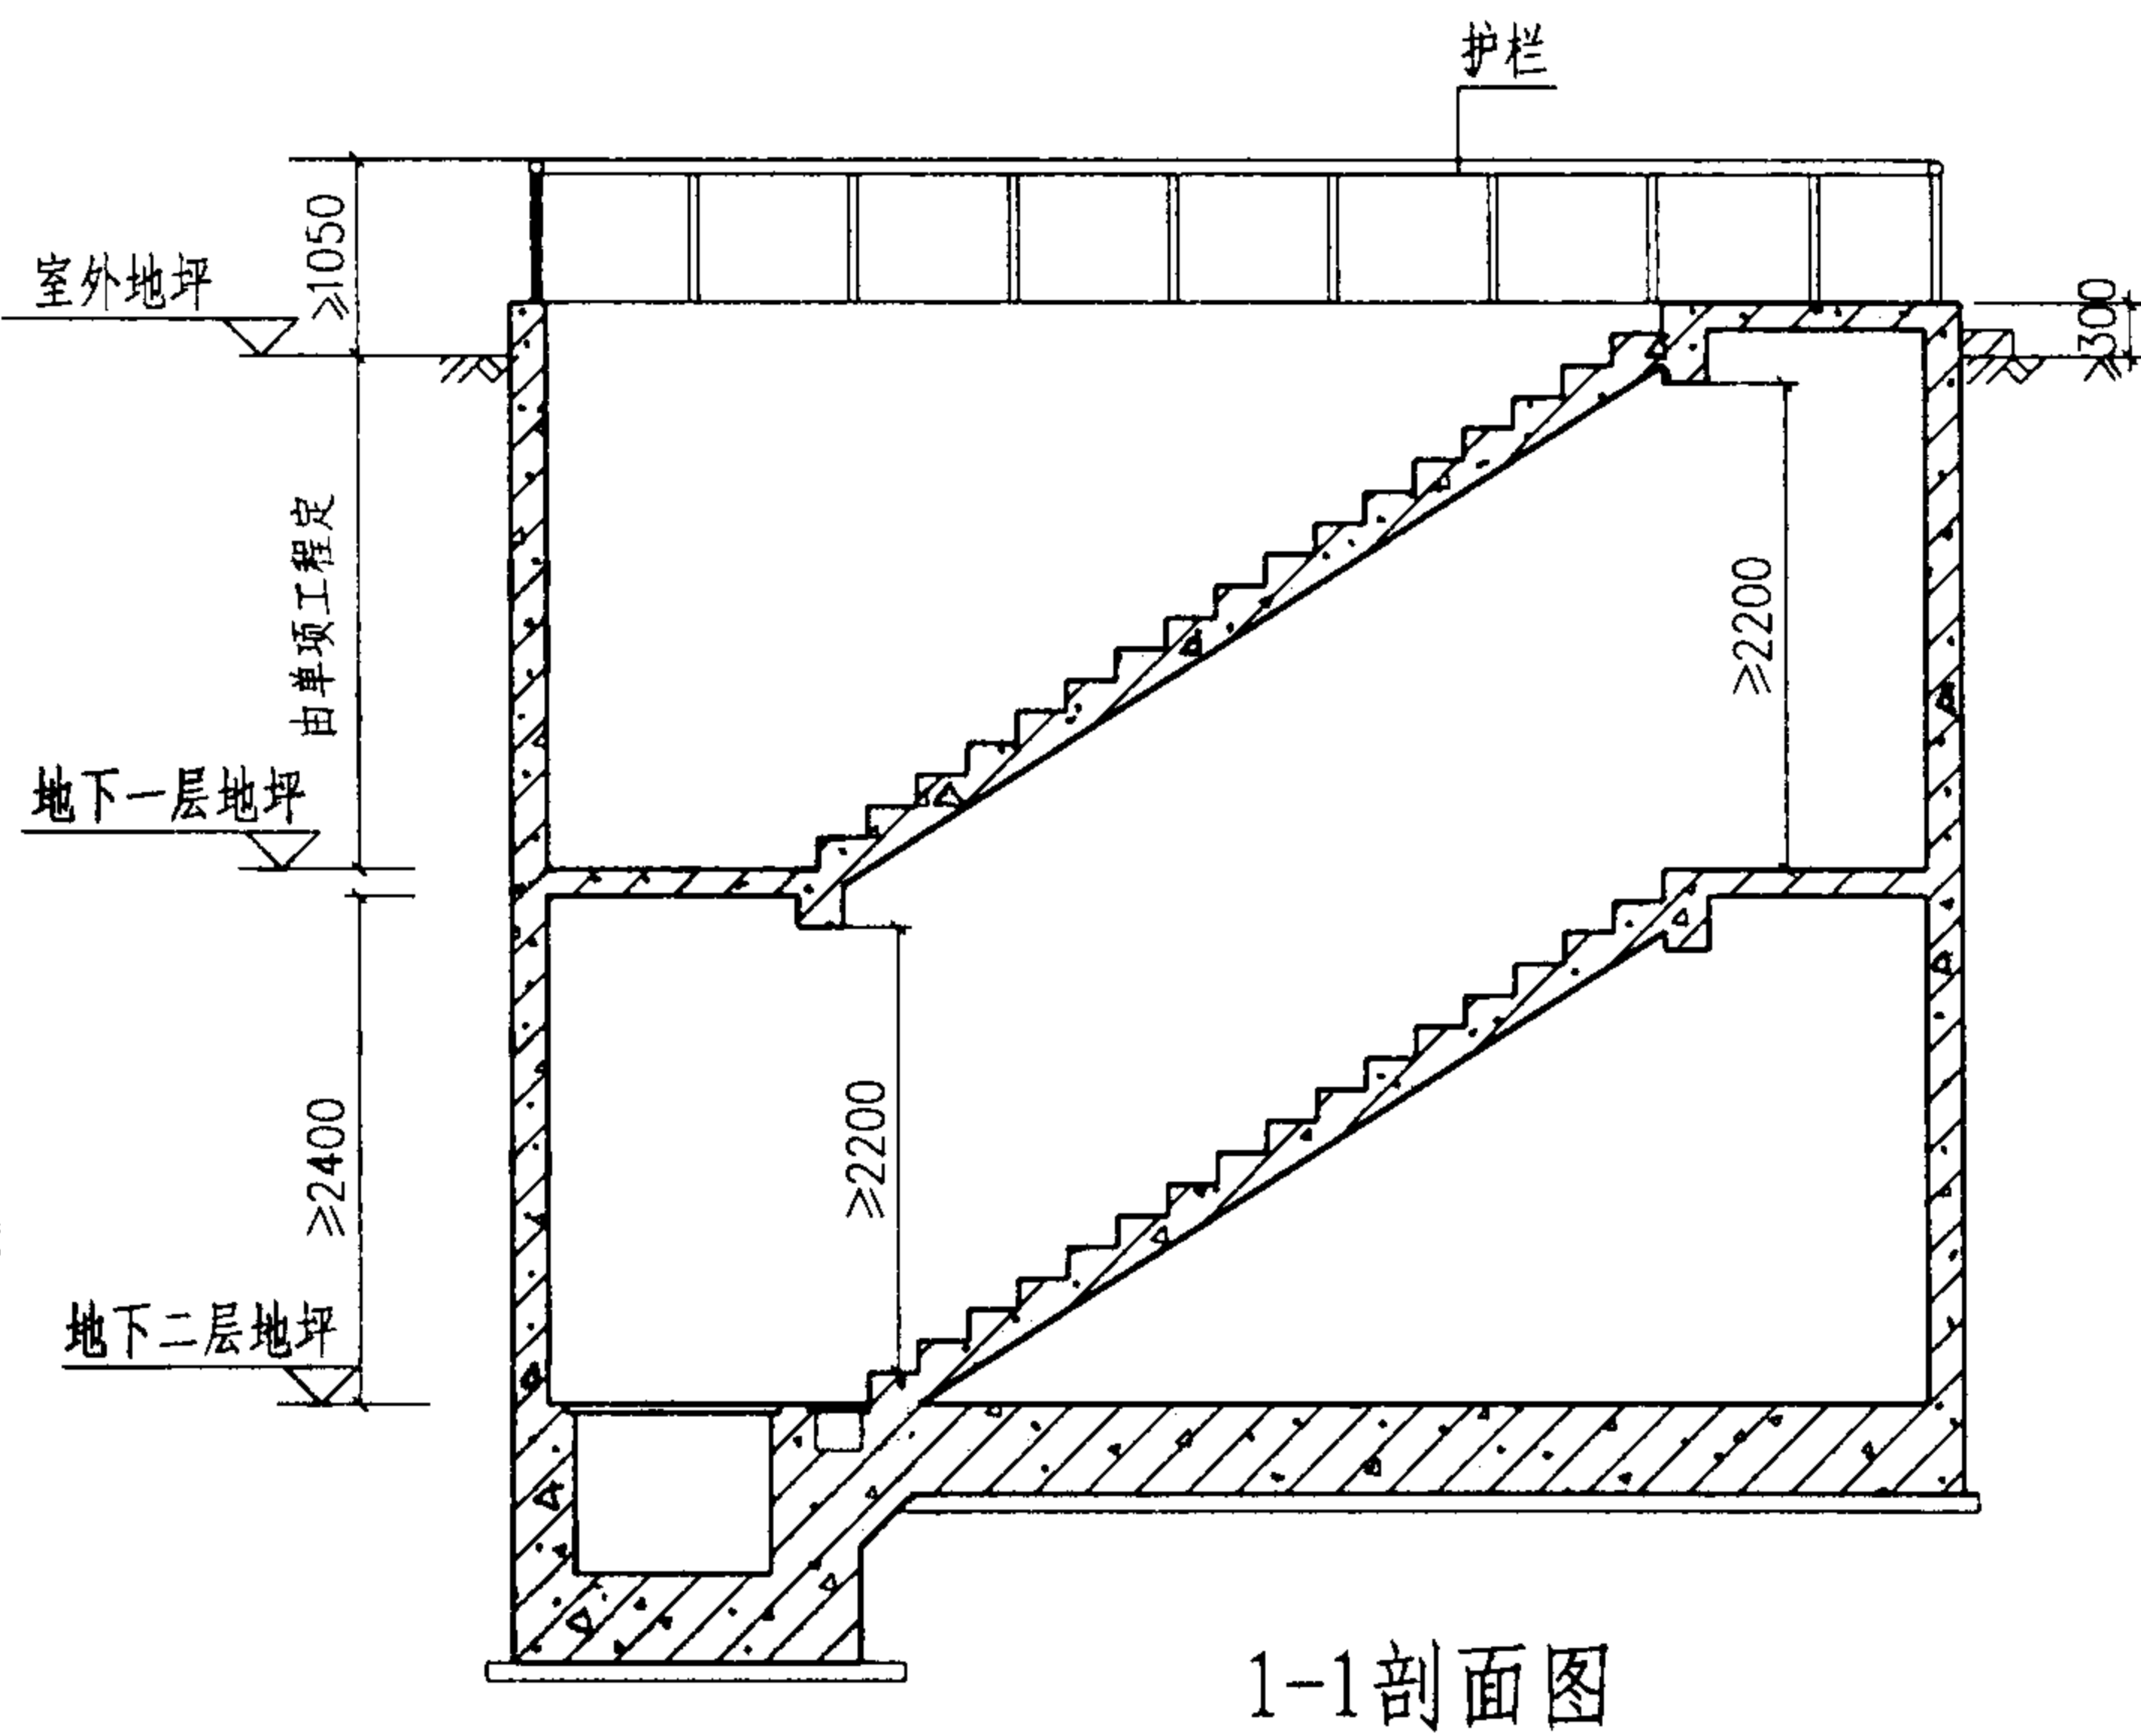 护栏
≥1050
室外地坪
≥300
由单项工程定
≥2200
地下一层地坪
≥2400
≥2200
地下二层地坪
1-1剖面图